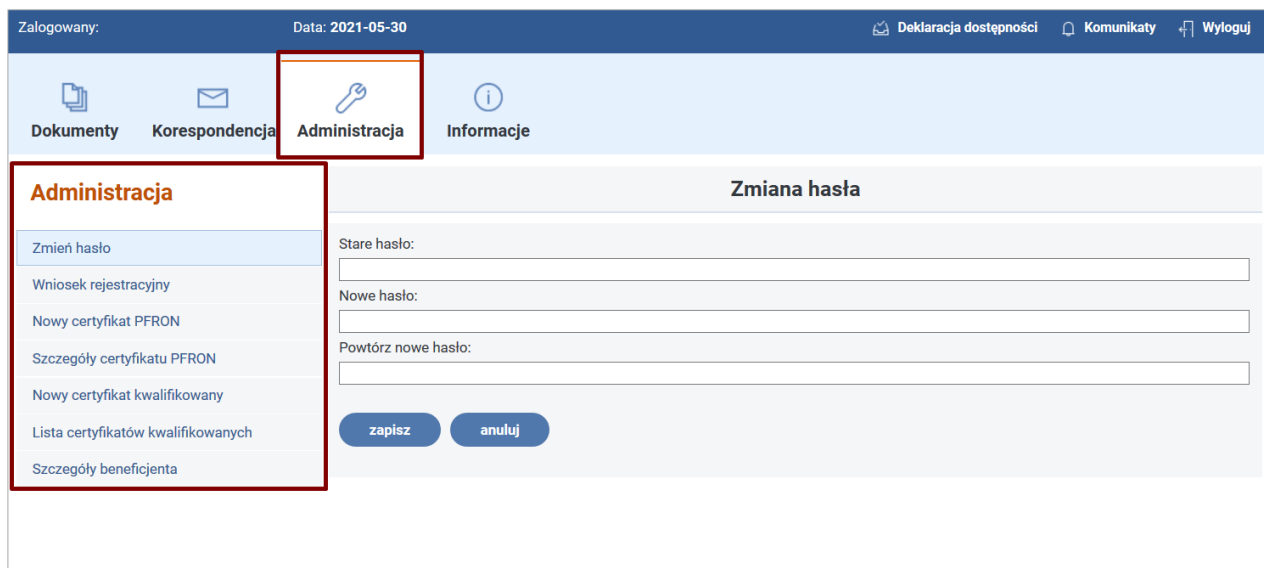 Zalogowany: Data: 2021-05-30 Deklaracja dostępności Komunikaty Wyloguj
Dokumenty Korespondencja Administracja Informacje
Administracja
Zmień hasło
Wniosek rejestracyjny
Nowy certyfikat PFRON
Szczegóły certyfikatu PFRON
Nowy certyfikat kwalifikowany
Lista certyfikatów kwalifikowanych
Szczegóły beneficjenta
Zmiana hasła
Stare hasło:
Nowe hasło:
Powtórz nowe hasło:
zapisz anuluj